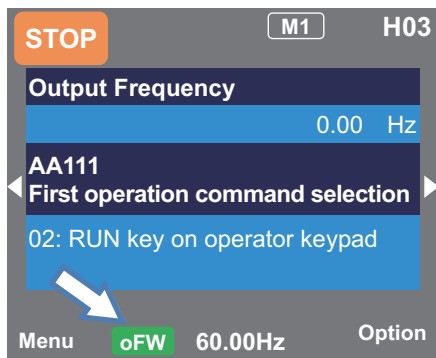 STOP M1 H03
Output Frequency
0.00 Hz
AA111
First operation command selection
02: RUN key on operator keypad
Menu oFW 60.00Hz Option